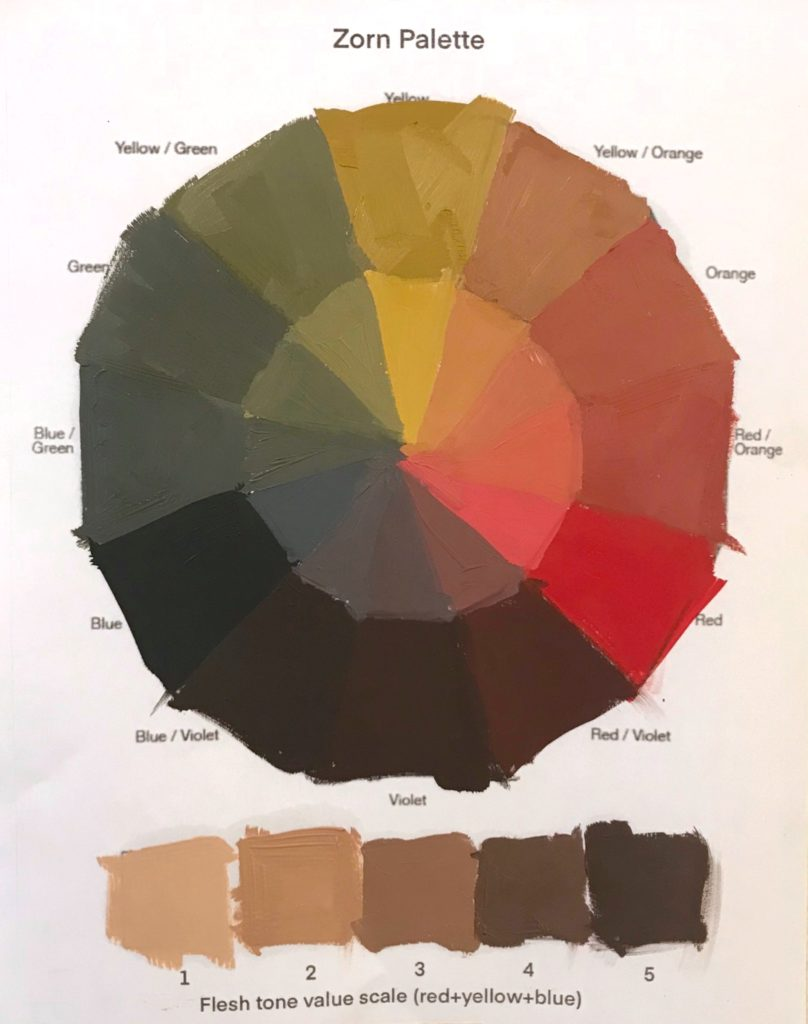 Zorn Palette
Yellow
Yellow / Green
Yellow / Orange
Green
Orange
Blue /
Green
Red /
Orange
Blue
Red
Blue / Violet
Red / Violet
Violet
1 2 3 4 5
Flesh tone value scale (red+yellow+blue)